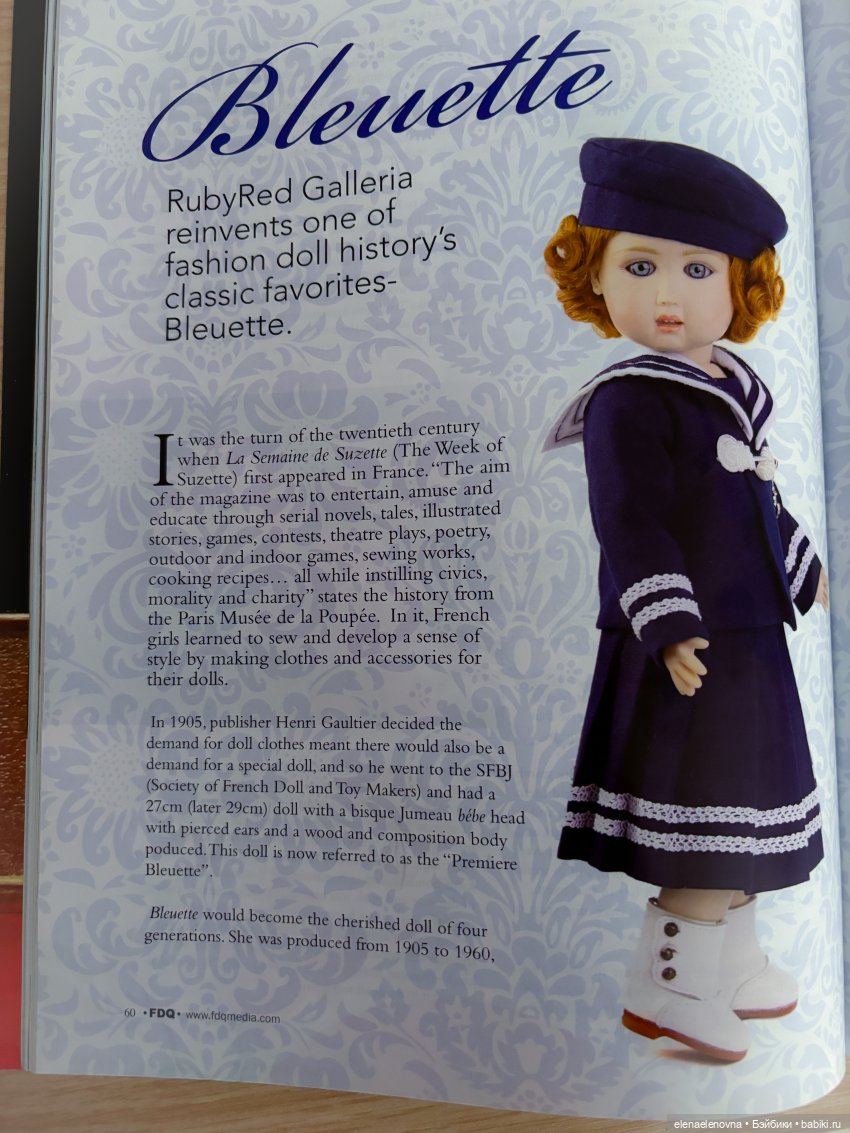 Bleuette
RubyRed Galleria
reinvents one of
fashion doll history's
classic favorites-
Bleuette.
It was the turn of the twentieth century
when La Semaine de Suzette (The Week of
Suzette) first appeared in France. “The aim
of the magazine was to entertain, amuse and
educate through serial novels, tales, illustrated
stories, games, contests, theatre plays, poetry,
outdoor and indoor games, sewing works,
cooking recipes… all while instilling civics,
morality and charity” states the history from
the Paris Musée de la Poupée. In it, French
girls learned to sew and develop a sense of
style by making clothes and accessories for
their dolls.
In 1905, publisher Henri Gaultier decided the
demand for doll clothes meant there would also be a
demand for a special doll, and so he went to the SFBJ
(Society of French Doll and Toy Makers) and had a
27cm (later 29cm) doll with a bisque Jumeau bébe head
with pierced ears and a wood and composition body
poduced. This doll is now referred to as the “Premiere
Bleuette”.
Bleuette would become the cherished doll of four
generations. She was produced from 1905 to 1960,
60 •FDQ• www.fdqmedia.com
elenaelenovna • Бэйбики • babiki.ru